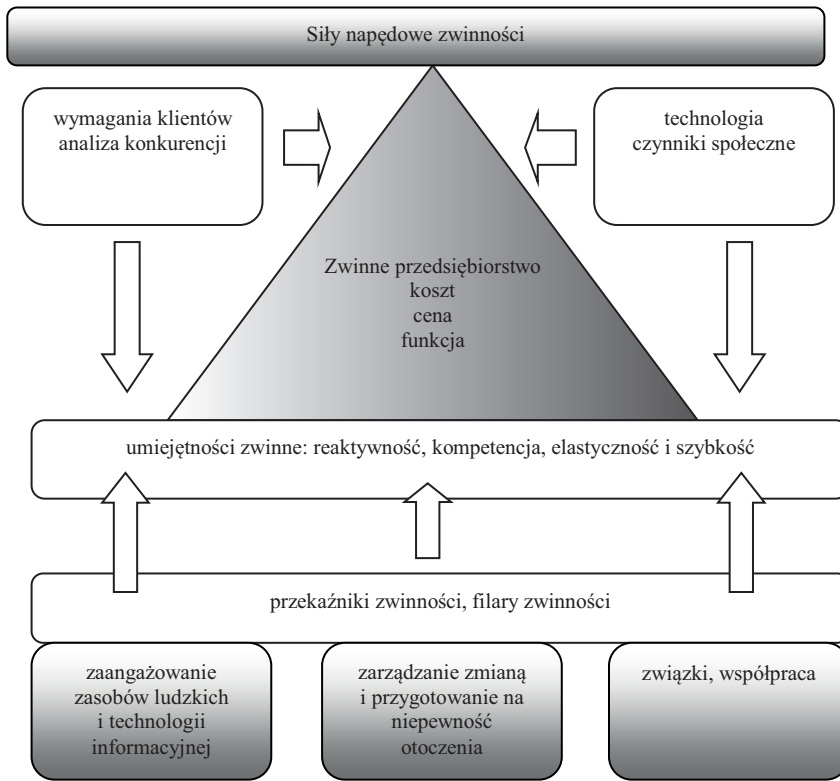 Siły napędowe zwinności
wymagania klientów
analiza konkurencji
technologia
czynniki społeczne
Zwinne przedsiębiorstwo
koszt
cena
funkcja
umiejętności zwinne: reaktywność, kompetencja, elastyczność i szybkość
przekaźniki zwinności, filary zwinności
zaangażowanie
zasobów ludzkich
i technologii
informacyjnej
zarządzanie zmianą
i przygotowanie na
niepewność
otoczenia
związki, współpraca